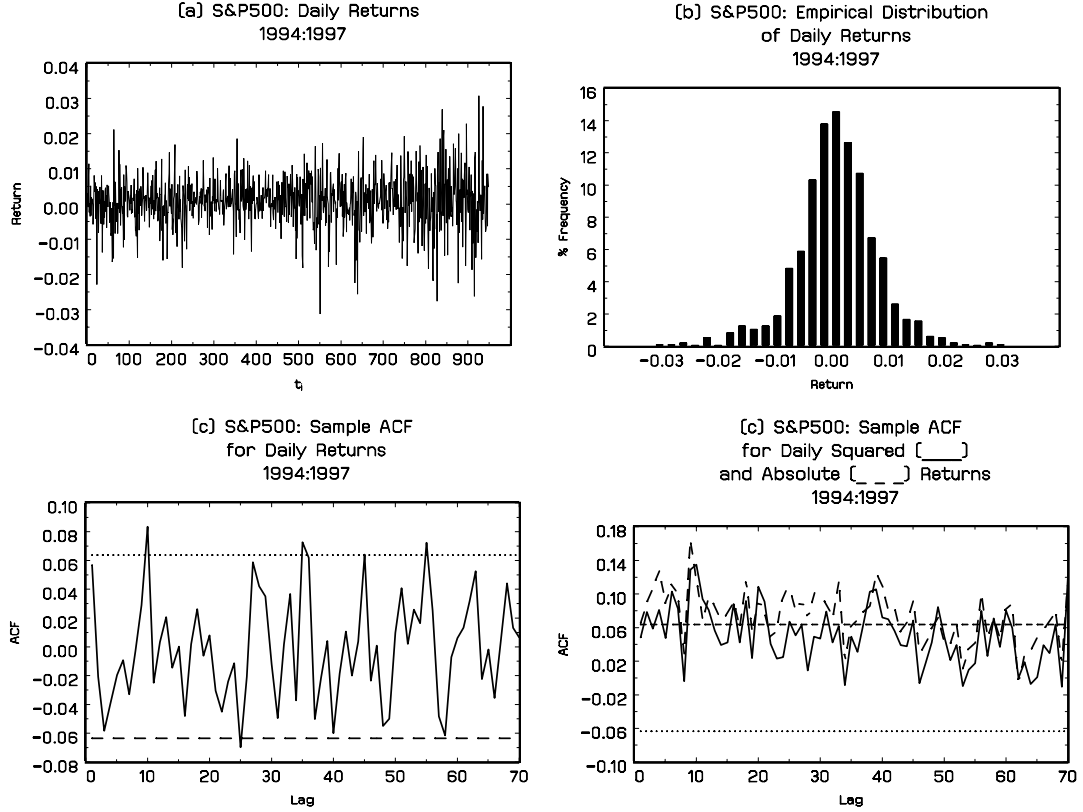 (a) S&P500: Daily Returns
1994:1997
0.04
0.03
0.02
0.01
0.00
−0.01
−0.02
−0.03
−0.04
Return
0 100 200 300 400 500 600 700 800 900
ti
(b) S&P500: Empirical Distribution
of Daily Returns
1994:1997
16
14
12
10
8
6
4
2
0
% Frequency
−0.03 −0.02 −0.01 0.00 0.01 0.02 0.03
Return
(c) S&P500: Sample ACF
for Daily Returns
1994:1997
0.10
0.08
0.06
0.04
0.02
0.00
−0.02
−0.04
−0.06
−0.08
ACF
0 10 20 30 40 50 60 70
Lag
(c) S&P500: Sample ACF
for Daily Squared (____)
and Absolute (_ _ _) Returns
1994:1997
0.18
0.14
0.10
0.06
0.02
−0.02
−0.06
−0.10
ACF
0 10 20 30 40 50 60 70
Lag